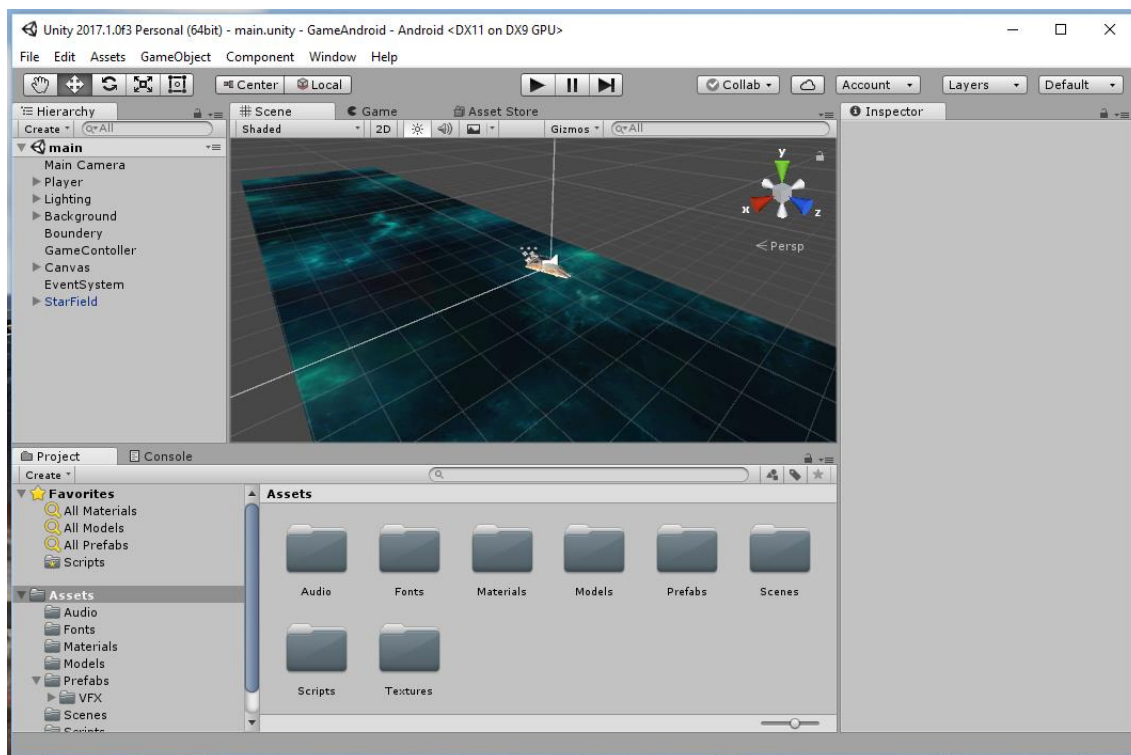 Unity 2017.1.0f3 Personal (64bit) - main.unity - GameAndroid - Android <DX11 on DX9 GPU>
File Edit Assets GameObject Component Window Help
Center Local Collab Account Layers Default
Hierarchy
Create All
main
Main Camera
Player
Lighting
Background
Boundery
GameContoller
Canvas
EventSystem
StarField
Scene Game Asset Store
Shaded 2D Gizmos All
y
x
z
Persp
Inspector
Project Console
Create
Favorites
All Materials
All Models
All Prefabs
Scripts
Assets
Audio
Fonts
Materials
Models
Prefabs
VFX
Scenes
Scripts
Assets
Audio Fonts Materials Models Prefabs Scenes
Scripts Textures